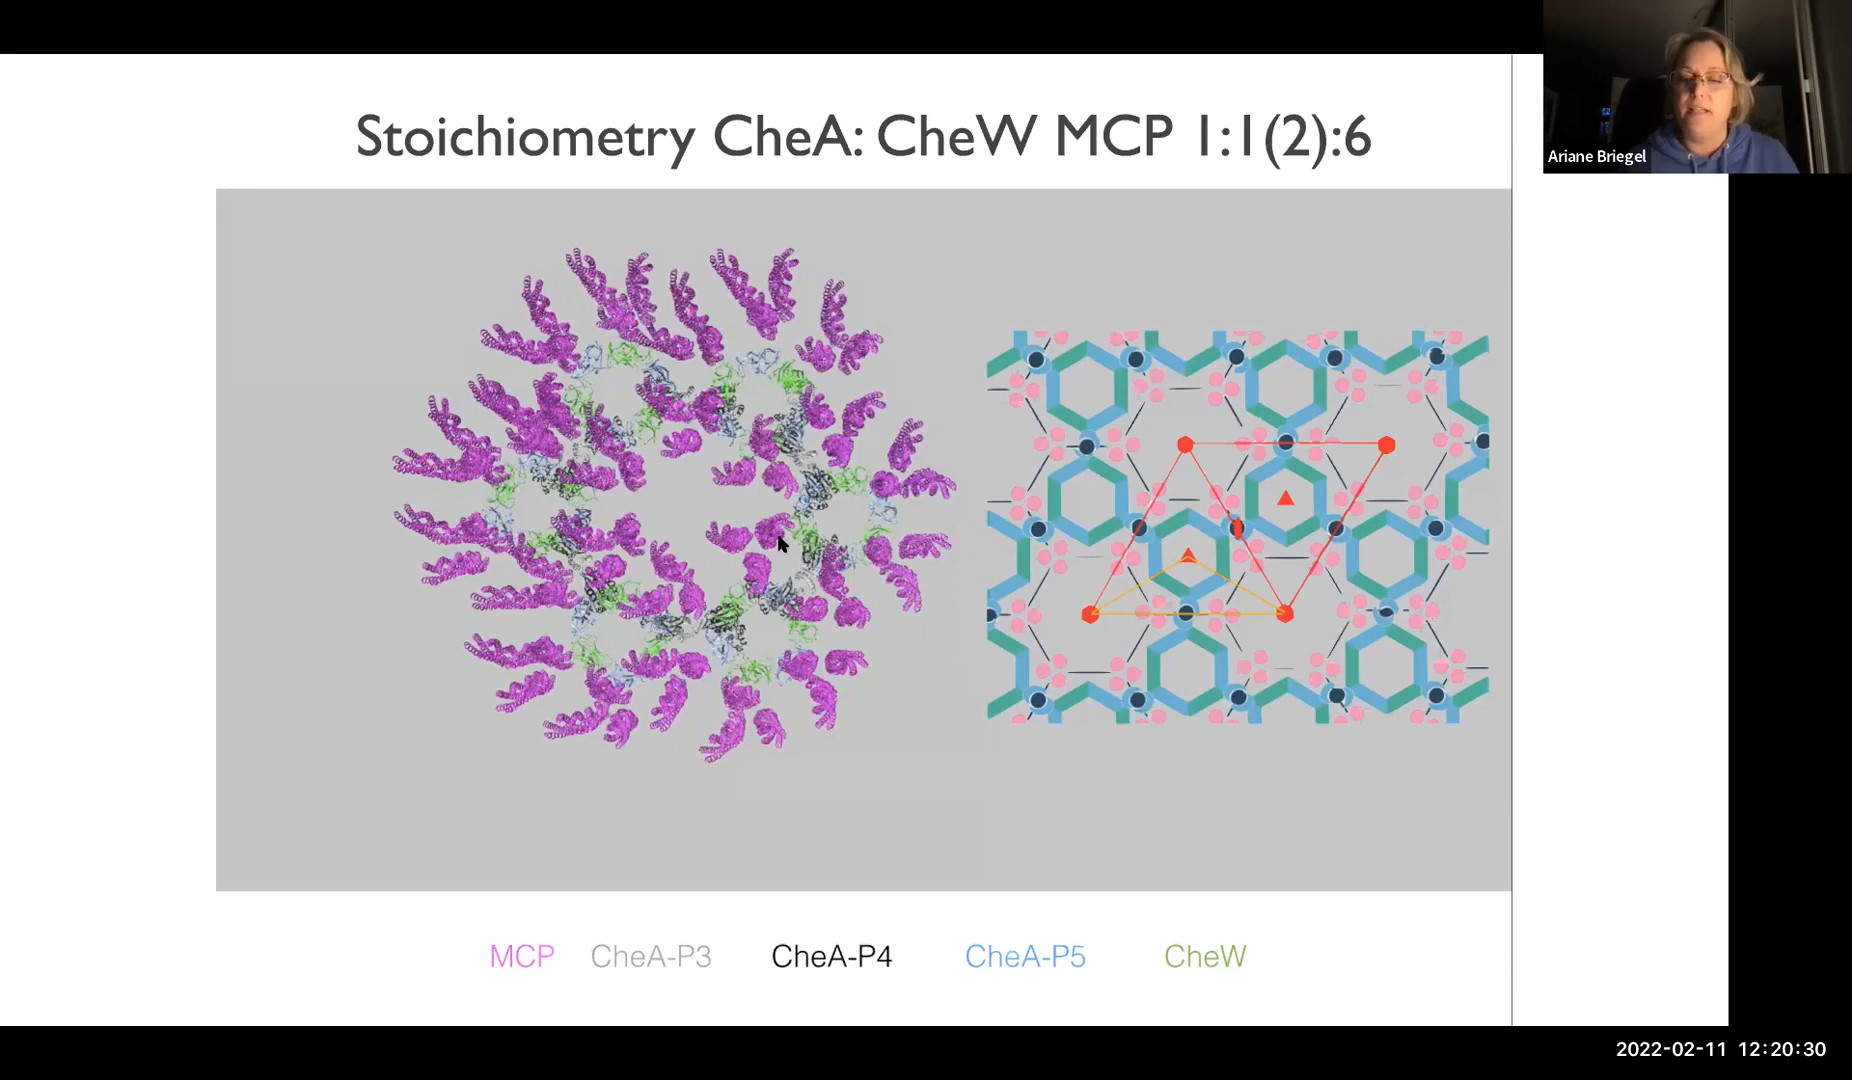 Stoichiometry CheA: CheW MCP 1:1(2):6
Ariane Briegel
MCP CheA-P3 CheA-P4 CheA-P5 CheW
2022-02-11 12:20:30